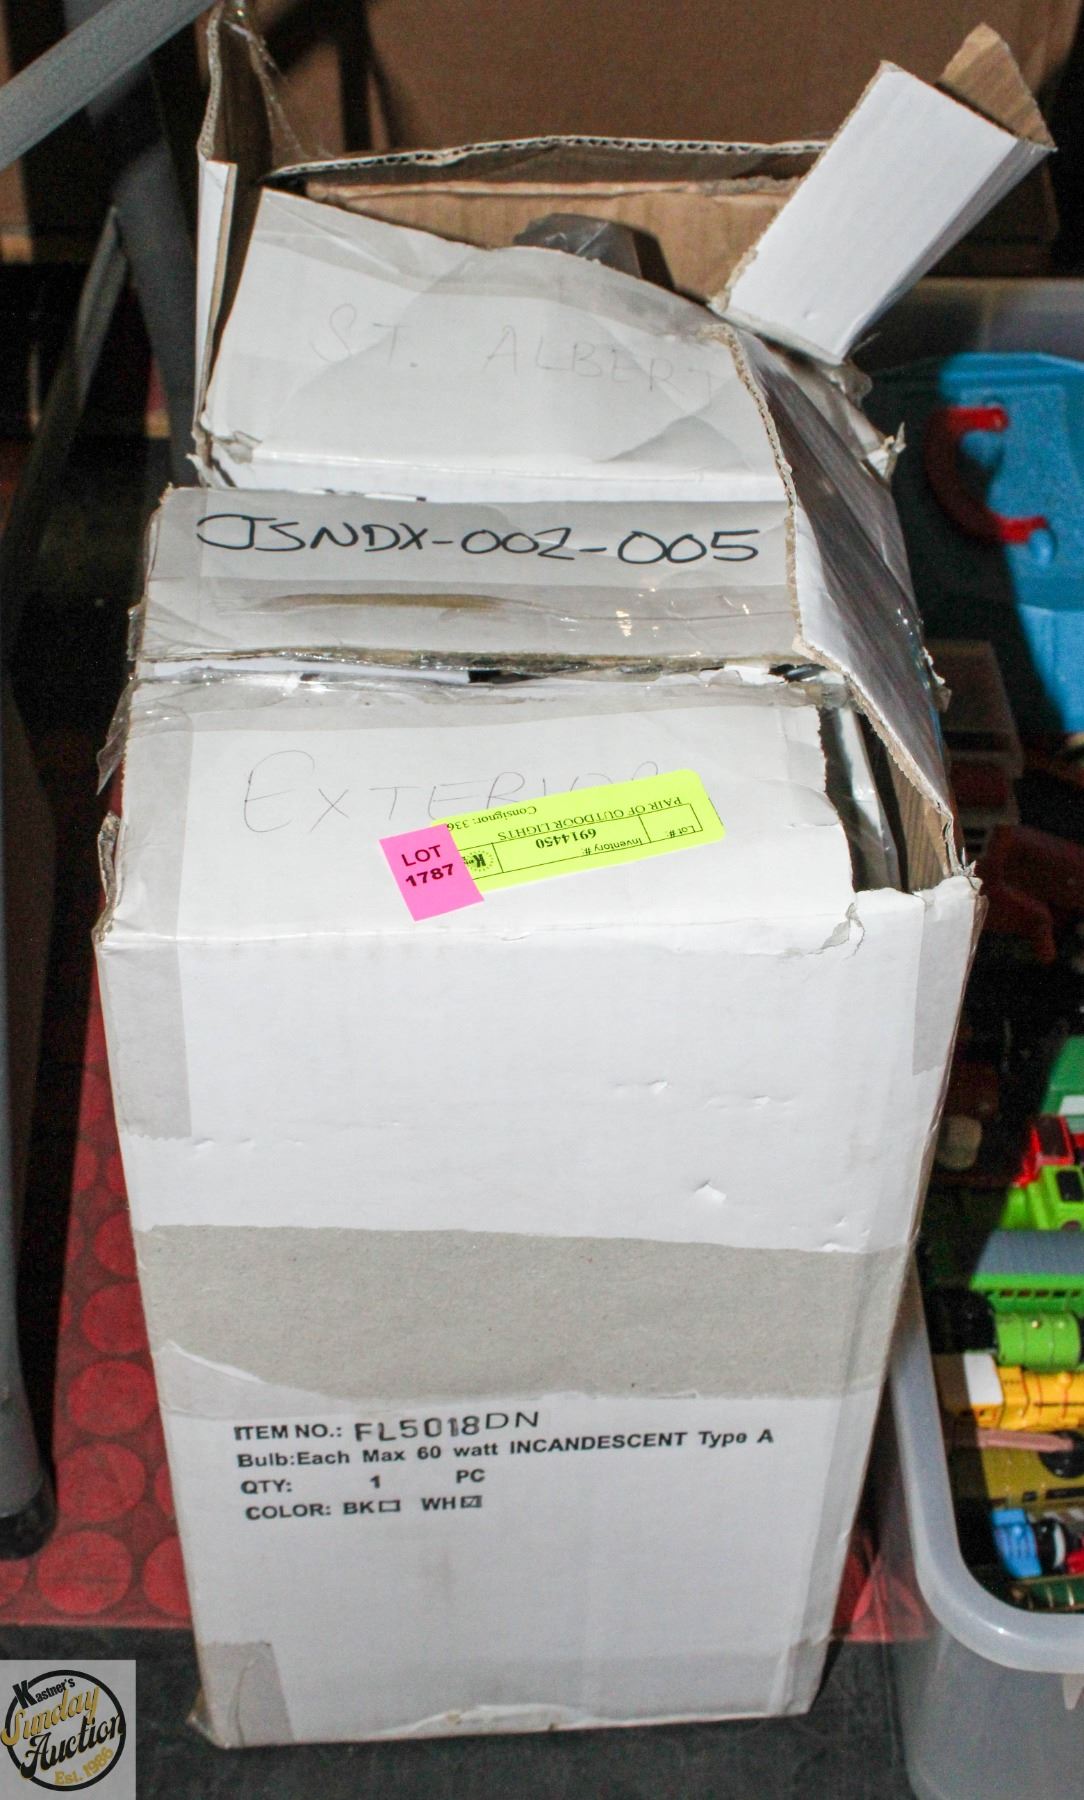 ST. ALBERT
JSNDX-001-005
EXTERIOR
PAIR OF OUTDOOR LIGHTS
Consignor: 336
Lot #:
Inventory #:
6914450
K
LOT
1787
ITEM NO.: FL5018DN
Bulb:Each Max 60 watt INCANDESCENT Type A
QTY: 1 PC
COLOR: BK☐ WH☑
Kastner's
Sunday
Auction
Est. 1986